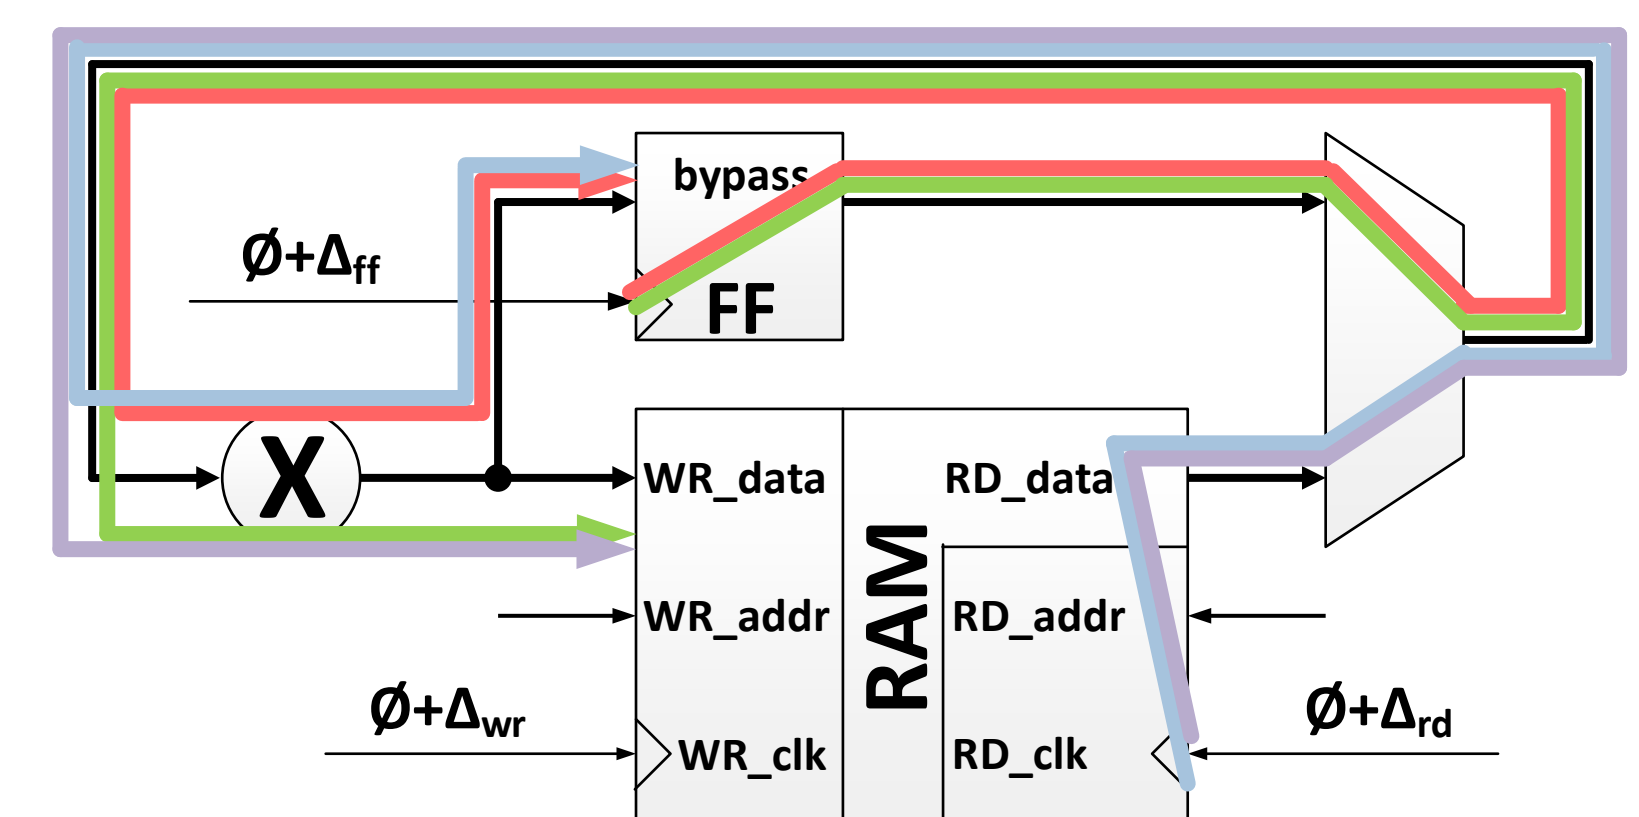 bypass
Ø+Δff
FF
X
WR_data
RD_data
RAM
WR_addr
RD_addr
Ø+Δwr
Ø+Δrd
WR_clk
RD_clk